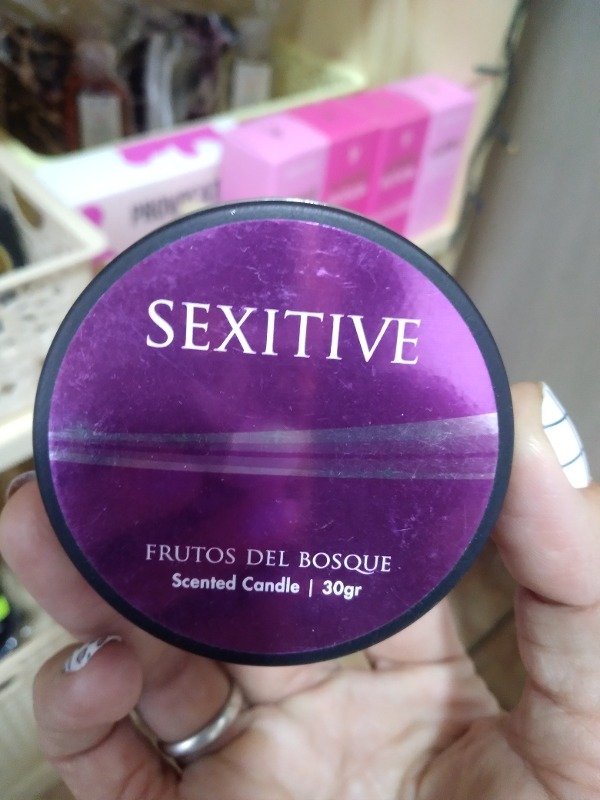 SEXITIVE
FRUTOS DEL BOSQUE
Scented Candle | 30gr